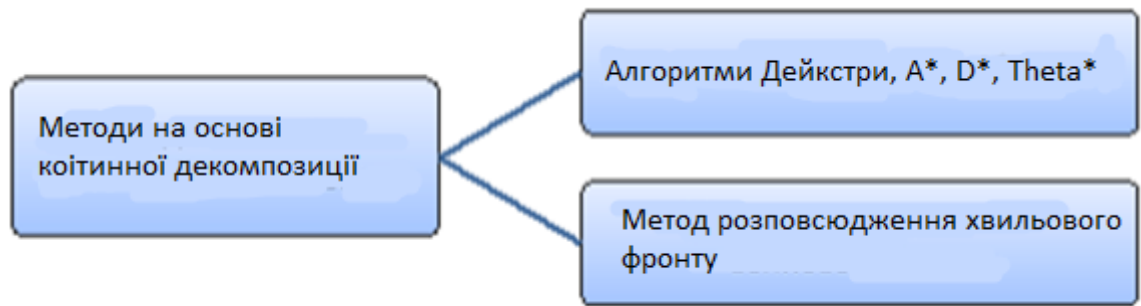 Методи на основі
коітинної декомпозиції
Алгоритми Дейкстри, A*, D*, Theta*
Метод розповсюдження хвильового
фронту